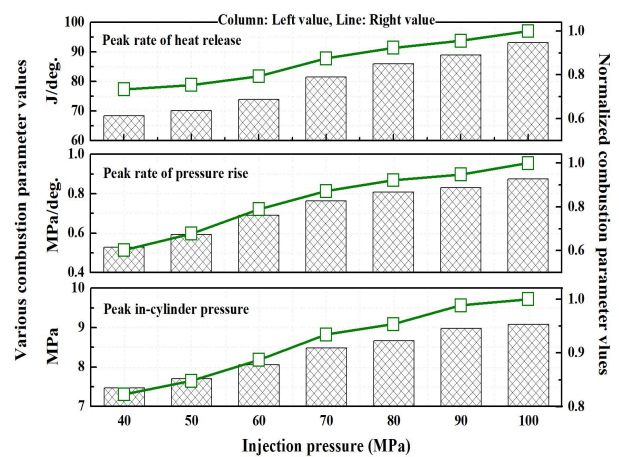 Column: Left value, Line: Right value
Various combustion parameter values
Normalized combustion parameter vlues
Peak rate of heat release
J/deg.
100
90
80
70
60
1.0
0.8
0.6
Peak rate of pressure rise
MPa/deg.
1.0
0.8
0.6
0.4
1.0
0.8
0.6
Peak in-cylinder pressure
MPa
10
9
8
7
1.0
0.9
0.8
40 50 60 70 80 90 100
Injection pressure (MPa)